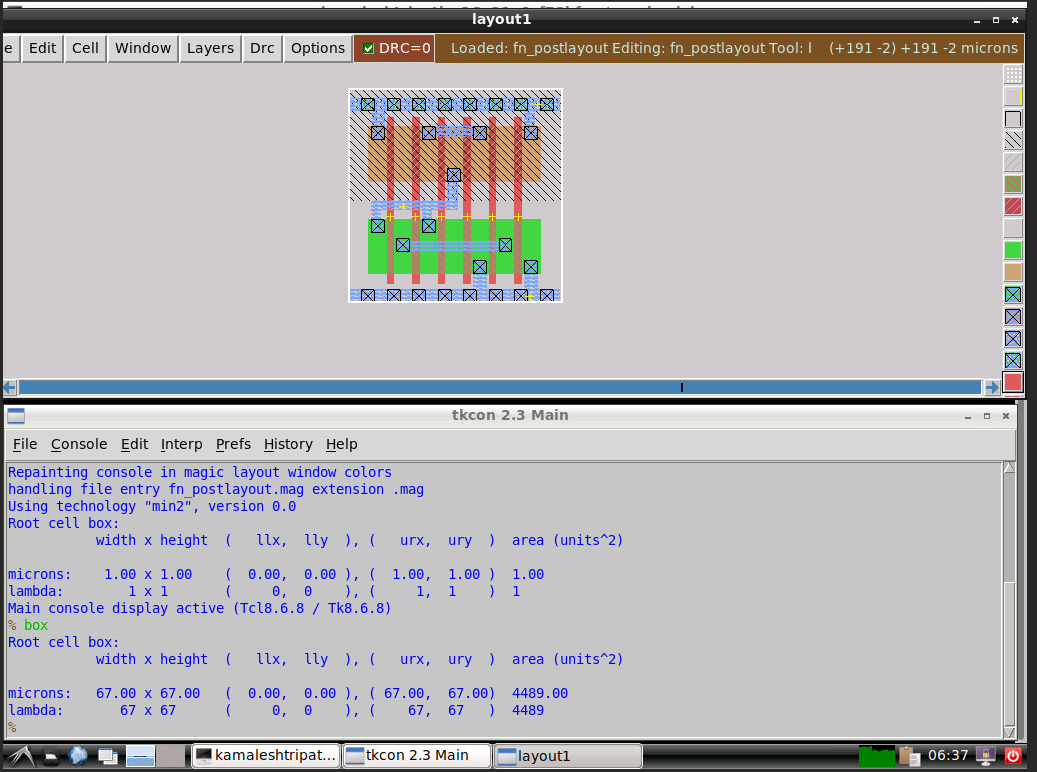 layout1
e Edit Cell Window Layers Drc Options DRC=0 Loaded: fn_postlayout Editing: fn_postlayout Tool: (+191 -2) +191 -2 microns
tkcon 2.3 Main
File Console Edit Interp Prefs History Help
Repainting console in magic layout window colors
handling file entry fn_postlayout.mag extension .mag
Using technology "min2", version 0.0
Root cell box:
width x height ( llx, lly ), ( urx, ury ) area (units^2)
microns: 1.00 x 1.00 ( 0.00, 0.00 ), ( 1.00, 1.00 ) 1.00
lambda: 1 x 1 ( 0, 0 ), ( 1, 1 ) 1
Main console display active (Tcl8.6.8 / Tk8.6.8)
% box
Root cell box:
width x height ( llx, lly ), ( urx, ury ) area (units^2)
microns: 67.00 x 67.00 ( 0.00, 0.00 ), ( 67.00, 67.00) 4489.00
lambda: 67 x 67 ( 0, 0 ), ( 67, 67 ) 4489
%
kamaleshtripat... tkcon 2.3 Main layout1 06:37